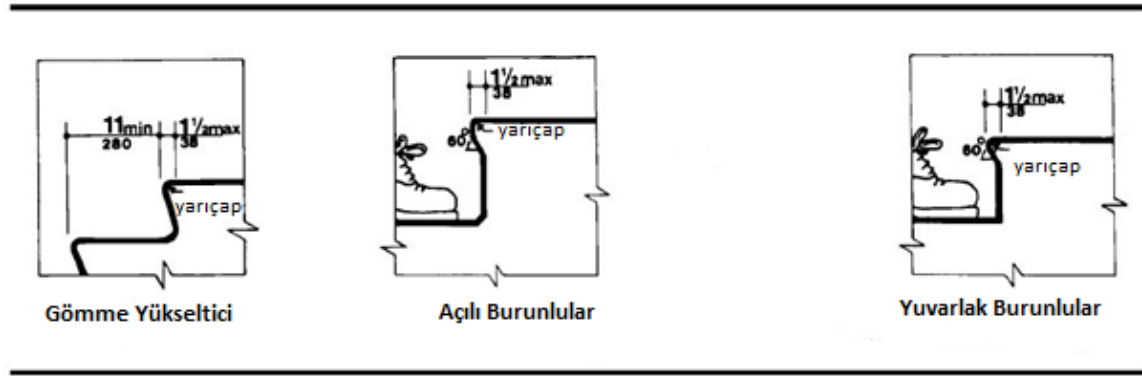 11min
280
1½max
38
yarıçap
Gömme Yükseltici
1½max
38
60°
yarıçap
Açılı Burunlular
1½max
38
60°
yarıçap
Yuvarlak Burunlular